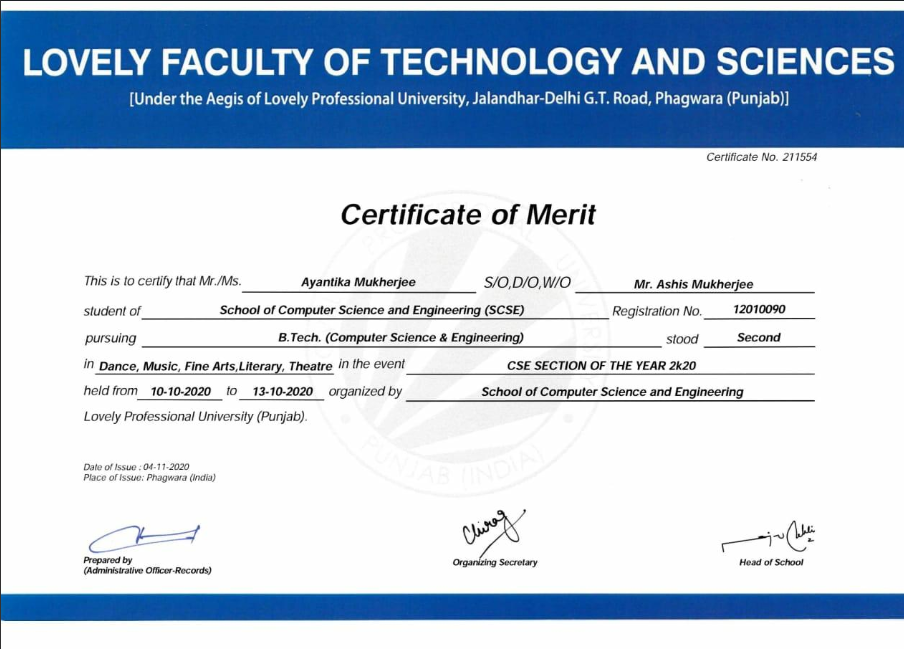 LOVELY FACULTY OF TECHNOLOGY AND SCIENCES
[Under the Aegis of Lovely Professional University, Jalandhar-Delhi G.T. Road, Phagwara (Punjab)]
Certificate No. 211554
Certificate of Merit
This is to certify that Mr./Ms. Ayantika Mukherjee S/O,D/O,W/O Mr. Ashis Mukherjee
student of School of Computer Science and Engineering (SCSE) Registration No. 12010090
pursuing B.Tech. (Computer Science & Engineering) stood Second
in Dance, Music, Fine Arts,Literary, Theatre in the event CSE SECTION OF THE YEAR 2k20
held from 10-10-2020 to 13-10-2020 organized by School of Computer Science and Engineering
Lovely Professional University (Punjab).
PUNJAB (INDIA)
Date of Issue : 04-11-2020
Place of Issue: Phagwara (India)
Chirag
Prepared by
(Administrative Officer-Records)
Organizing Secretary
Head of School